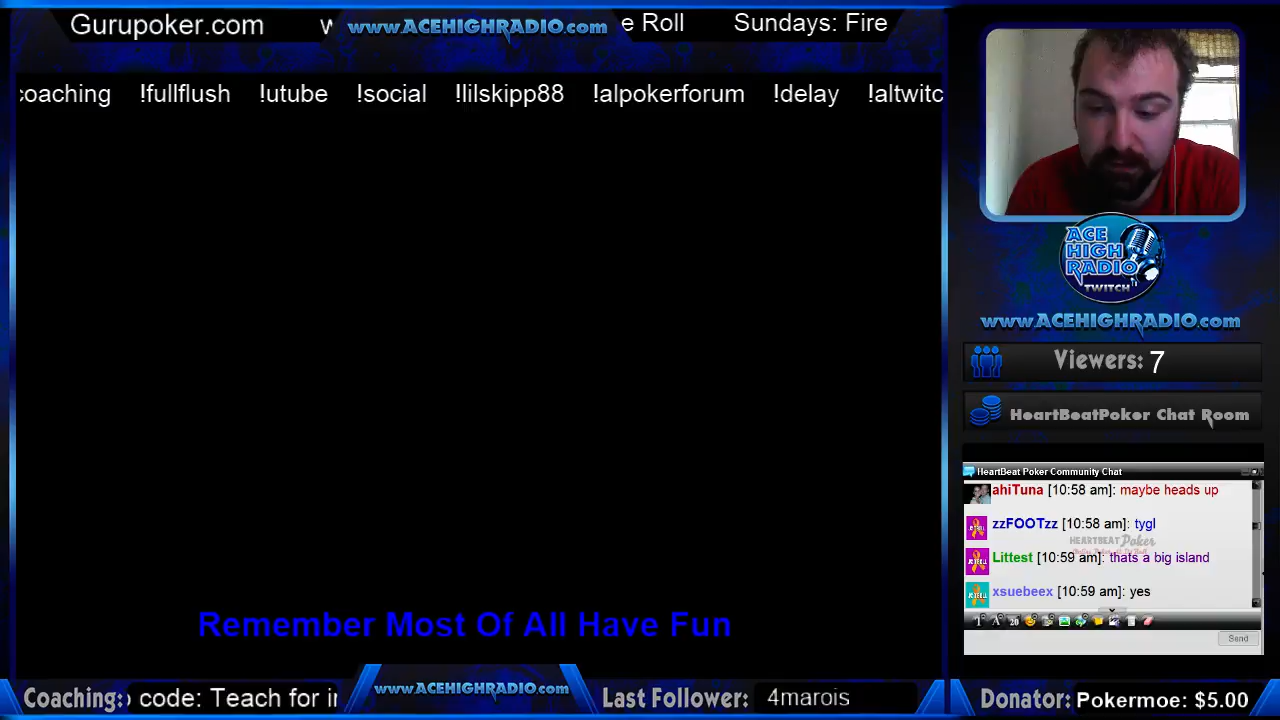 Gurupoker.com
www.ACEHIGHRADIO.com
e Roll
Sundays: Fire
coaching !fullflush !utube !social !lilskipp88 !alpokerforum !delay !altwitc
ACE
HIGH
RADIO
TWITCH
www.ACEHIGHRADIO.com
Viewers: 7
HeartBeatPoker Chat Room
HeartBeat Poker Community Chat
ahiTuna [10:58 am]: maybe heads up
zzFOOTzz [10:58 am]: tygl
HEARTBEAT Poker
Littest [10:59 am]: thats a big island
xsuebeex [10:59 am]: yes
Send
Remember Most Of All Have Fun
Coaching: code: Teach for in
www.ACEHIGHRADIO.com
Last Follower: 4marois
Donator: Pokermoe: $5.00